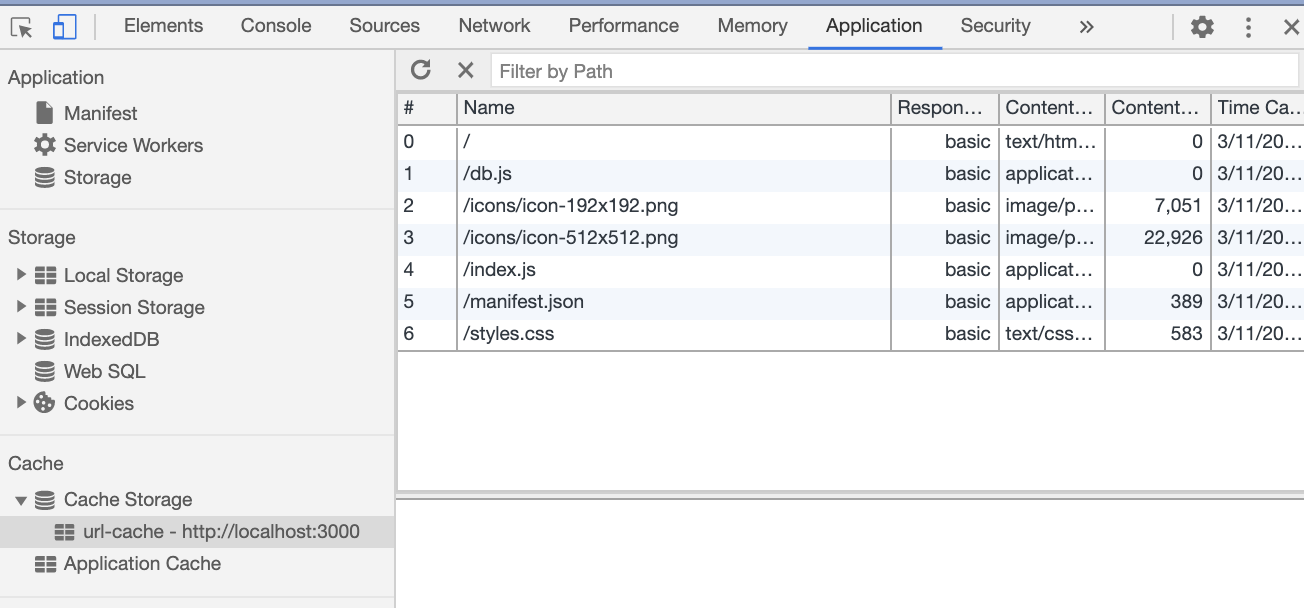 Elements Console Sources Network Performance Memory Application Security »
Application
Manifest
Service Workers
Storage
Storage
Local Storage
Session Storage
IndexedDB
Web SQL
Cookies
Cache
Cache Storage
url-cache - http://localhost:3000
Application Cache
Filter by Path
# Name Respon... Content... Content... Time Ca...
0 / basic text/htm... 0 3/11/20...
1 /db.js basic applicat... 0 3/11/20...
2 /icons/icon-192x192.png basic image/p... 7,051 3/11/20...
3 /icons/icon-512x512.png basic image/p... 22,926 3/11/20...
4 /index.js basic applicat... 0 3/11/20...
5 /manifest.json basic applicat... 389 3/11/20...
6 /styles.css basic text/css... 583 3/11/20...